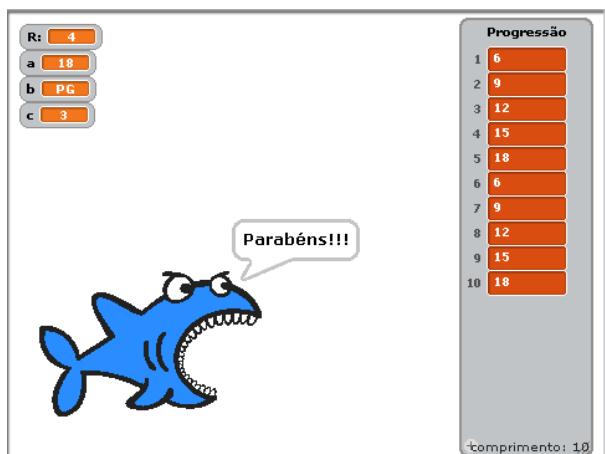 R: 4
a 18
b PG
c 3
Parabéns!!!
Progressão
1 6
2 9
3 12
4 15
5 18
6 6
7 9
8 12
9 15
10 18
+comprimento: 10